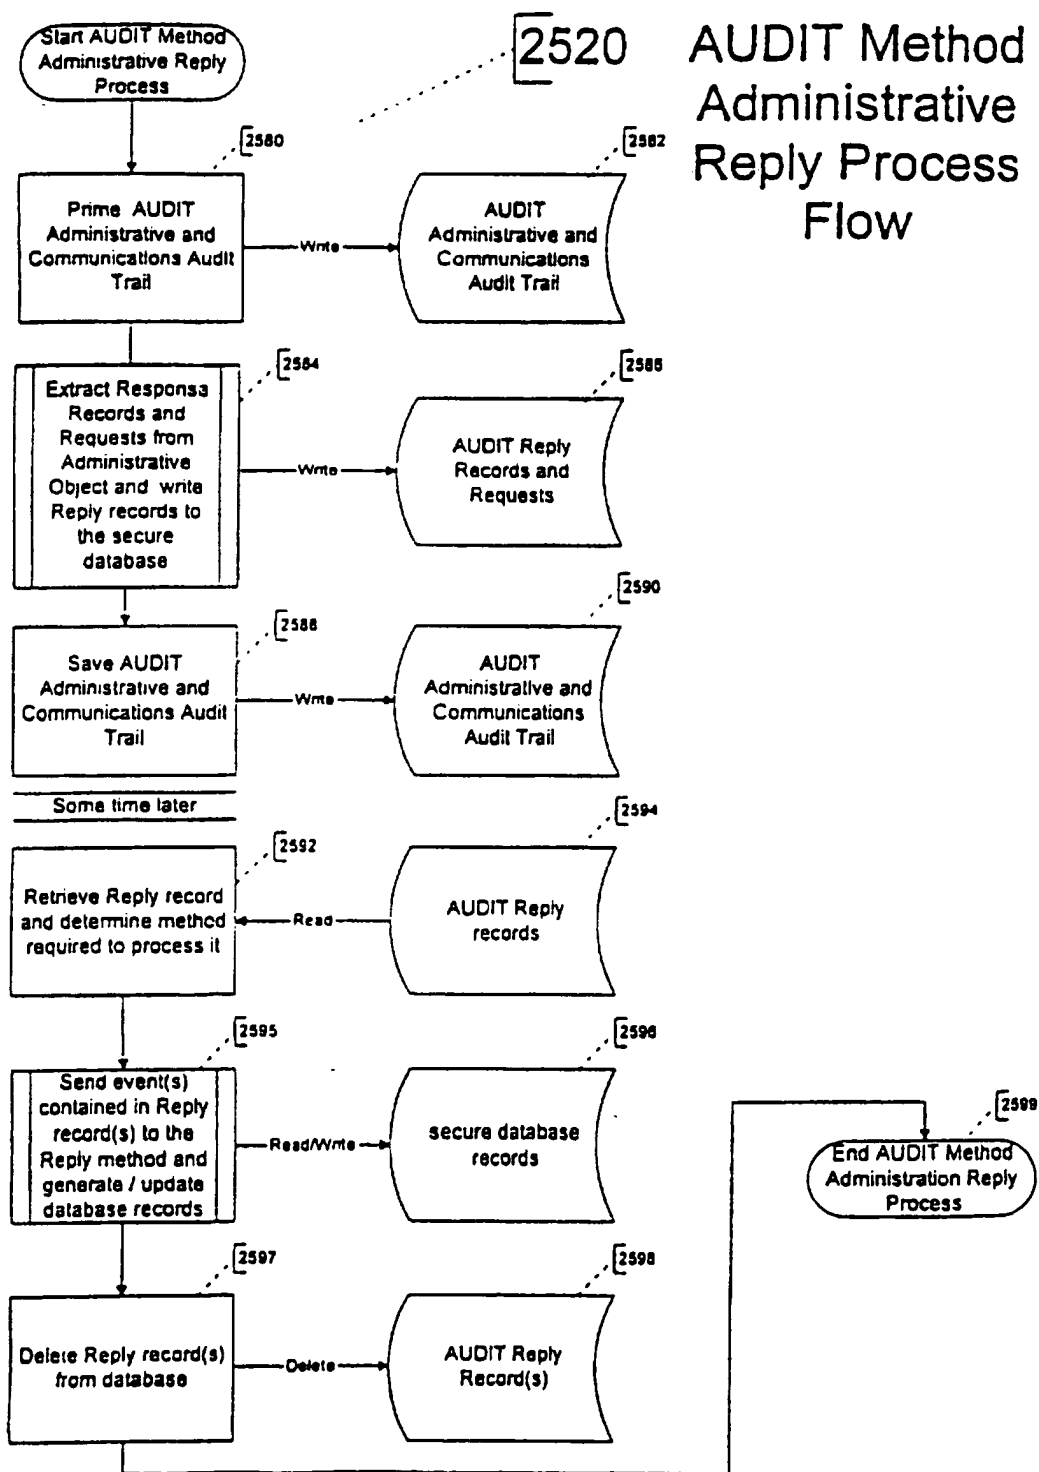 Start AUDIT Method
Administrative Reply
Process
2520
AUDIT Method
Administrative
Reply Process
Flow
2580
2582
Prime AUDIT
Administrative and
Communications Audit
Trail
Write
AUDIT
Administrative and
Communications
Audit Trail
2584
2586
Extract Response
Records and
Requests from
Administrative
Object and write
Reply records to
the secure
database
Write
AUDIT Reply
Records and
Requests
2588
2590
Save AUDIT
Administrative and
Communications Audit
Trail
Write
AUDIT
Administrative and
Communications
Audit Trail
Some time later
2592
2594
Retrieve Reply record
and determine method
required to process it
Read
AUDIT Reply
records
2595
2596
Send event(s)
contained in Reply
record(s) to the
Reply method and
generate / update
database records
Read/Write
secure database
records
2599
End AUDIT Method
Administration Reply
Process
2597
2598
Delete Reply record(s)
from database
Delete
AUDIT Reply
Record(s)